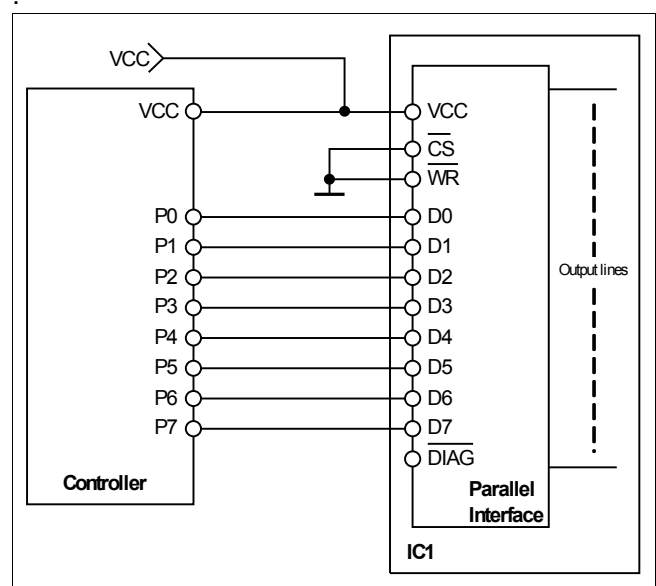 VCC
VCC
P0
P1
P2
P3
P4
P5
P6
P7
Controller
VCC
CS
WR
D0
D1
D2
D3
D4
D5
D6
D7
DIAG
Parallel
Interface
IC1
Output lines